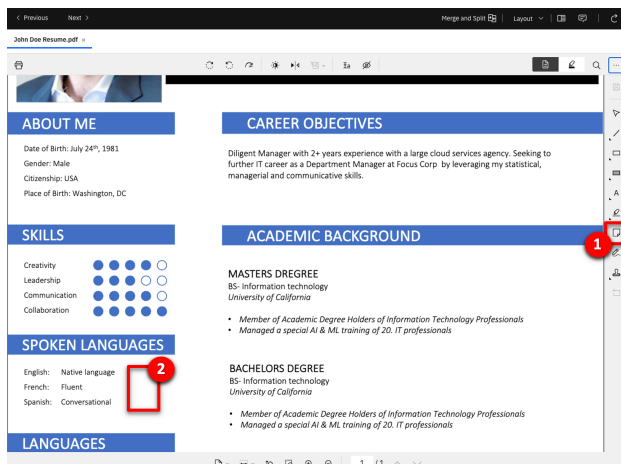 Previous Next
Merge and Split Layout
John Doe Resume.pdf ×
ABOUT ME
Date of Birth: July 24th, 1981
Gender: Male
Citizenship: USA
Place of Birth: Washington, DC
CAREER OBJECTIVES
Diligent Manager with 2+ years experience with a large cloud services agency. Seeking to
further IT career as a Department Manager at Focus Corp by leveraging my statistical,
managerial and communicative skills.
SKILLS
Creativity
Leadership
Communication
Collaboration
ACADEMIC BACKGROUND
MASTERS DREGREE
BS- Information technology
University of California
• Member of Academic Degree Holders of Information Technology Professionals
• Managed a special AI & ML training of 20. IT professionals
1
SPOKEN LANGUAGES
English: Native language
French: Fluent
Spanish: Conversational
2
BACHELORS DEGREE
BS- Information technology
University of California
• Member of Academic Degree Holders of Information Technology Professionals
• Managed a special AI & ML training of 20. IT professionals
LANGUAGES